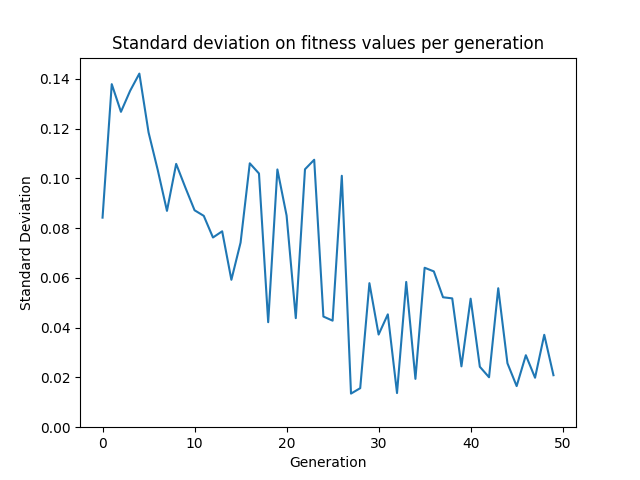 Standard deviation on fitness values per generation
0.14
0.12
0.10
0.08
0.06
0.04
0.02
0.00
Standard Deviation
0 10 20 30 40 50
Generation